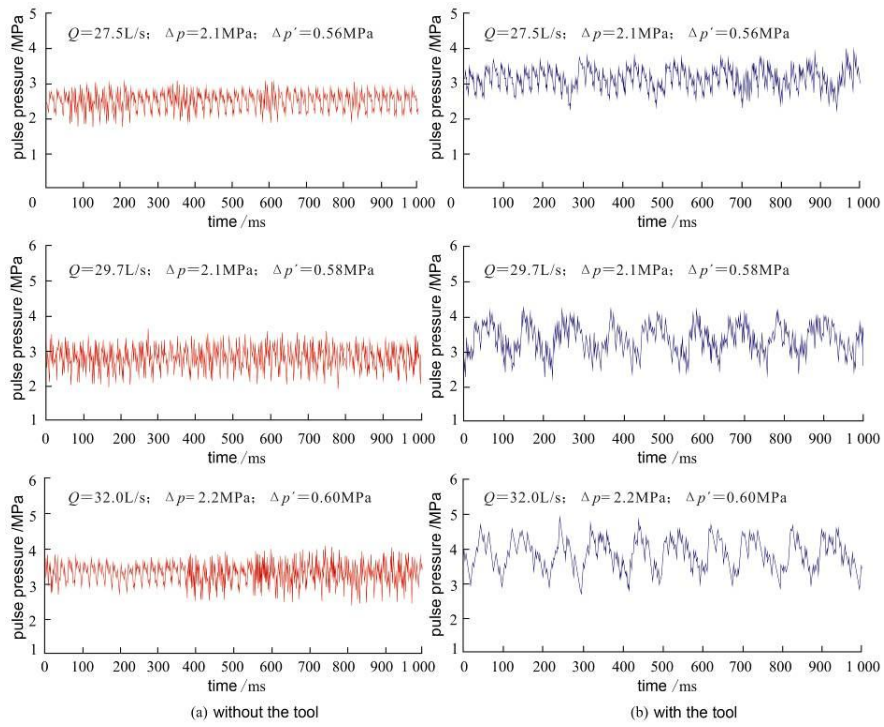 5
Q=27.5L/s; Δp=2.1MPa; Δp′=0.56MPa
4
3
2
1
0
0 100 200 300 400 500 600 700 800 900 1 000
time /ms
pulse pressure /MPa
5
Q=27.5L/s; Δp=2.1MPa; Δp′=0.56MPa
4
3
2
1
0
0 100 200 300 400 500 600 700 800 900 1 000
time /ms
pulse pressure /MPa
6
Q=29.7L/s; Δp=2.1MPa; Δp′=0.58MPa
5
4
3
2
1
0 100 200 300 400 500 600 700 800 900 1 000
time /ms
pulse pressure /MPa
6
Q=29.7L/s; Δp=2.1MPa; Δp′=0.58MPa
5
4
3
2
1
0 100 200 300 400 500 600 700 800 900 1 000
time /ms
pulse pressure /MPa
6
Q=32.0L/s; Δp=2.2MPa; Δp′=0.60MPa
5
4
3
2
1
0 100 200 300 400 500 600 700 800 900 1 000
time /ms
pulse pressure /MPa
(a) without the tool
6
Q=32.0L/s; Δp=2.2MPa; Δp′=0.60MPa
5
4
3
2
1
0 100 200 300 400 500 600 700 800 900 1 000
time /ms
pulse pressure /MPa
(b) with the tool